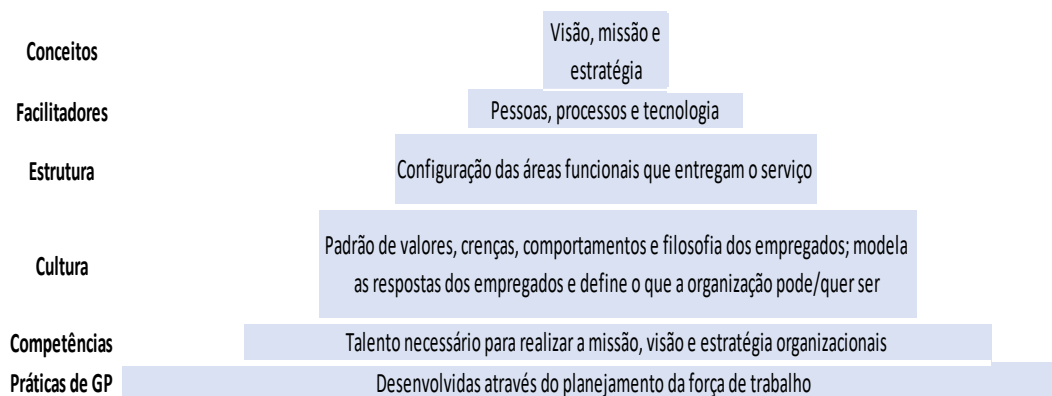 Conceitos
Visão, missão e
estratégia
Facilitadores
Pessoas, processos e tecnologia
Estrutura
Configuração das áreas funcionais que entregam o serviço
Cultura
Padrão de valores, crenças, comportamentos e filosofia dos empregados; modela
as respostas dos empregados e define o que a organização pode/quer ser
Competências
Talento necessário para realizar a missão, visão e estratégia organizacionais
Práticas de GP
Desenvolvidas através do planejamento da força de trabalho